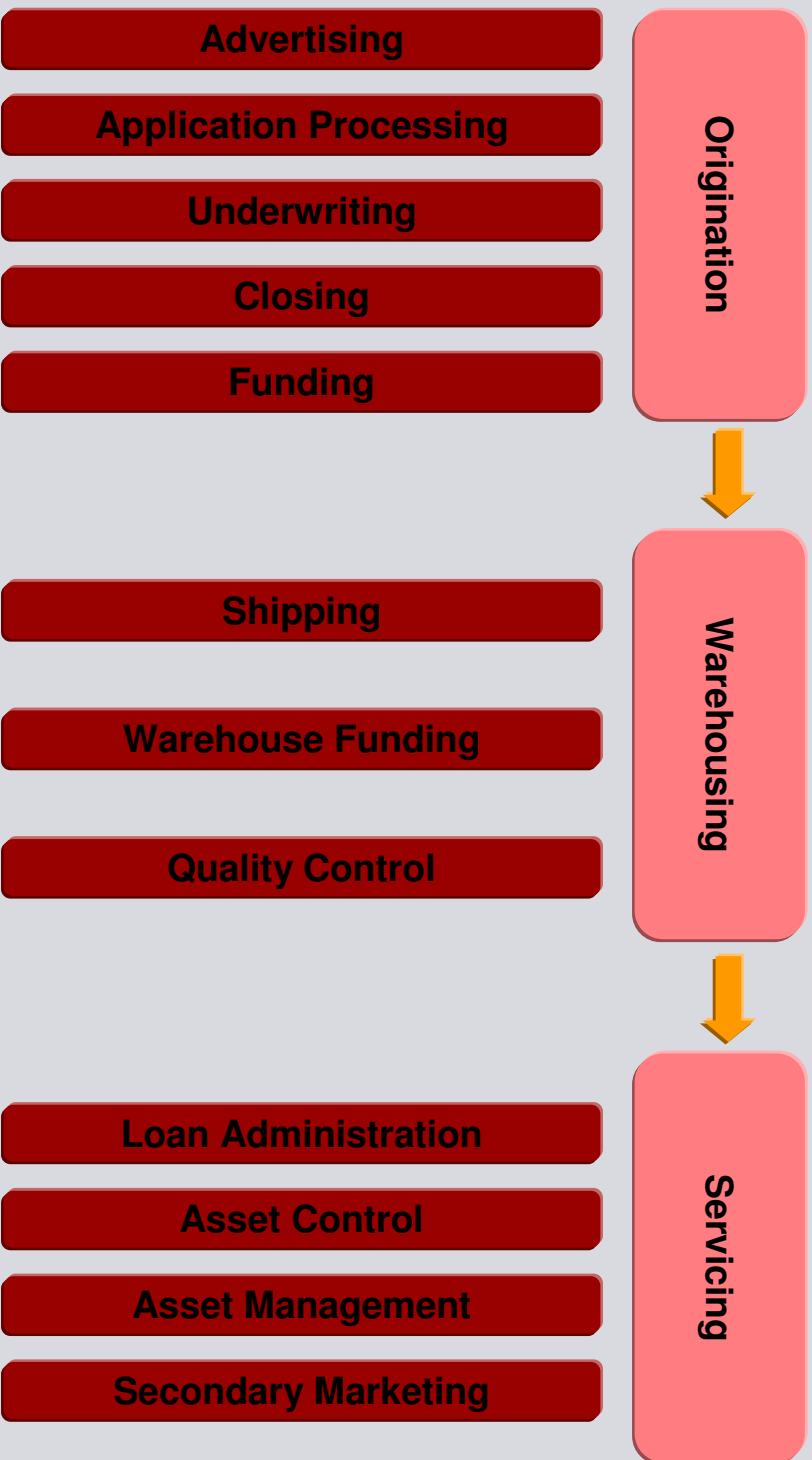 Advertising
Application Processing
Underwriting
Closing
Funding
Origination
Shipping
Warehouse Funding
Quality Control
Warehousing
Loan Administration
Asset Control
Asset Management
Secondary Marketing
Servicing